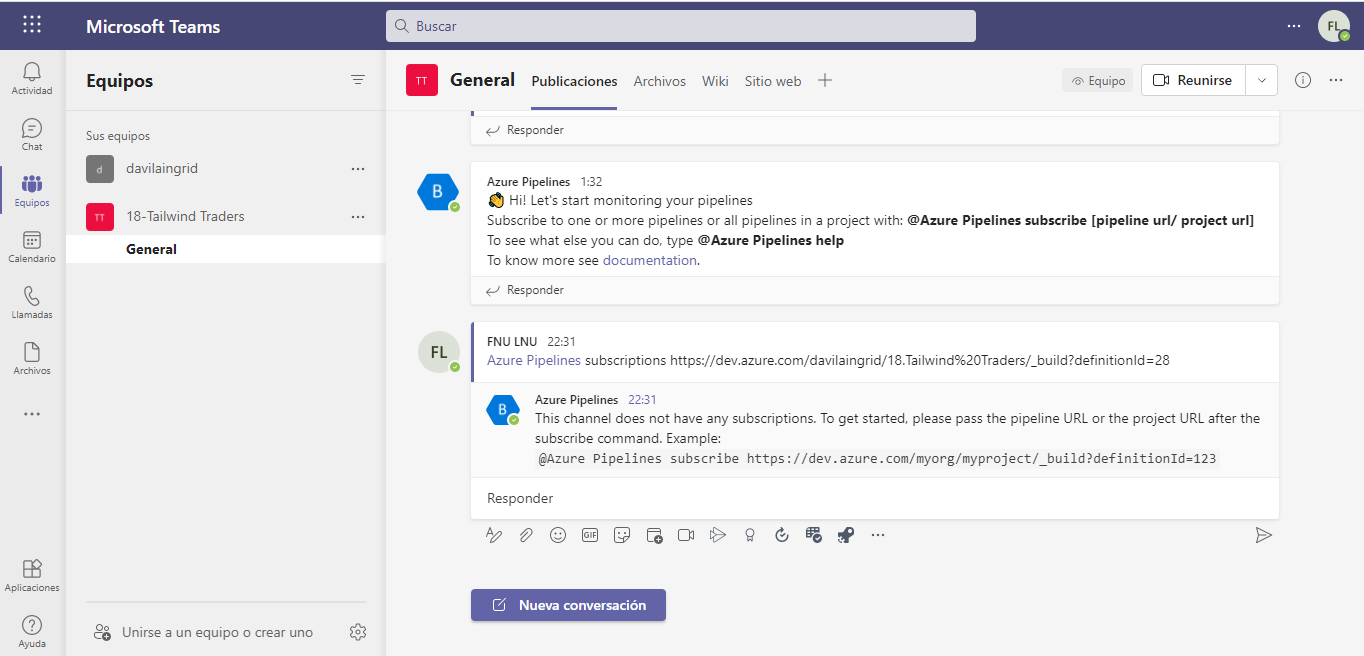 Microsoft Teams
Buscar
FL
Actividad
Chat
Equipos
Calendario
Llamadas
Archivos
Aplicaciones
Ayuda
Equipos
Sus equipos
d
davilaingrid
TT
18-Tailwind Traders
General
Unirse a un equipo o crear uno
TT
General
Publicaciones
Archivos
Wiki
Sitio web
Equipo
Reunirse
Responder
B
Azure Pipelines 1:32
Hi! Let's start monitoring your pipelines
Subscribe to one or more pipelines or all pipelines in a project with: @Azure Pipelines subscribe [pipeline url/ project url]
To see what else you can do, type @Azure Pipelines help
To know more see documentation.
Responder
FL
FNU LNU 22:31
Azure Pipelines subscriptions https://dev.azure.com/davilaingrid/18.Tailwind%20Traders/_build?definitionId=28
B
Azure Pipelines 22:31
This channel does not have any subscriptions. To get started, please pass the pipeline URL or the project URL after the
subscribe command. Example:
@Azure Pipelines subscribe https://dev.azure.com/myorg/myproject/_build?definitionId=123
Responder
GIF
Nueva conversación